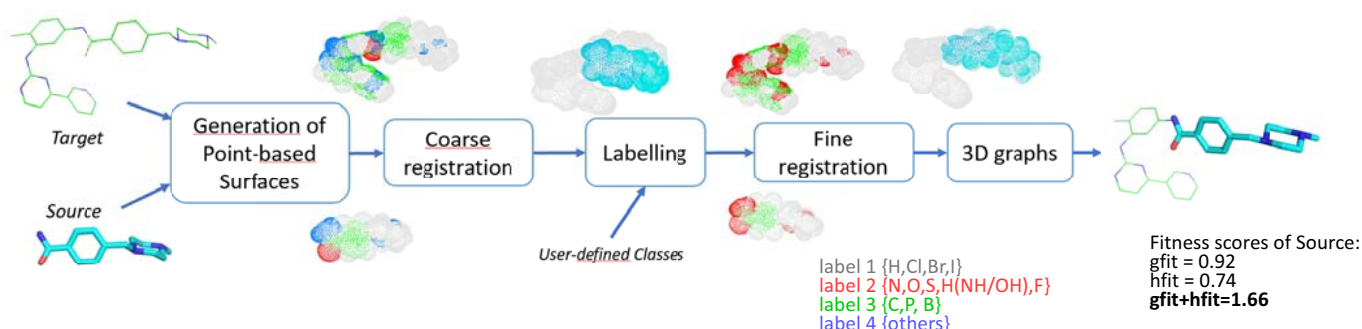 Target
Source
Generation of
Point-based
Surfaces
Coarse
registration
Labelling
User-defined Classes
Fine
registration
3D graphs
label 1 {H,Cl,Br,I}
label 2 {N,O,S,H(NH/OH),F}
label 3 {C,P, B}
label 4 {others}
Fitness scores of Source:
gfit = 0.92
hfit = 0.74
gfit+hfit=1.66